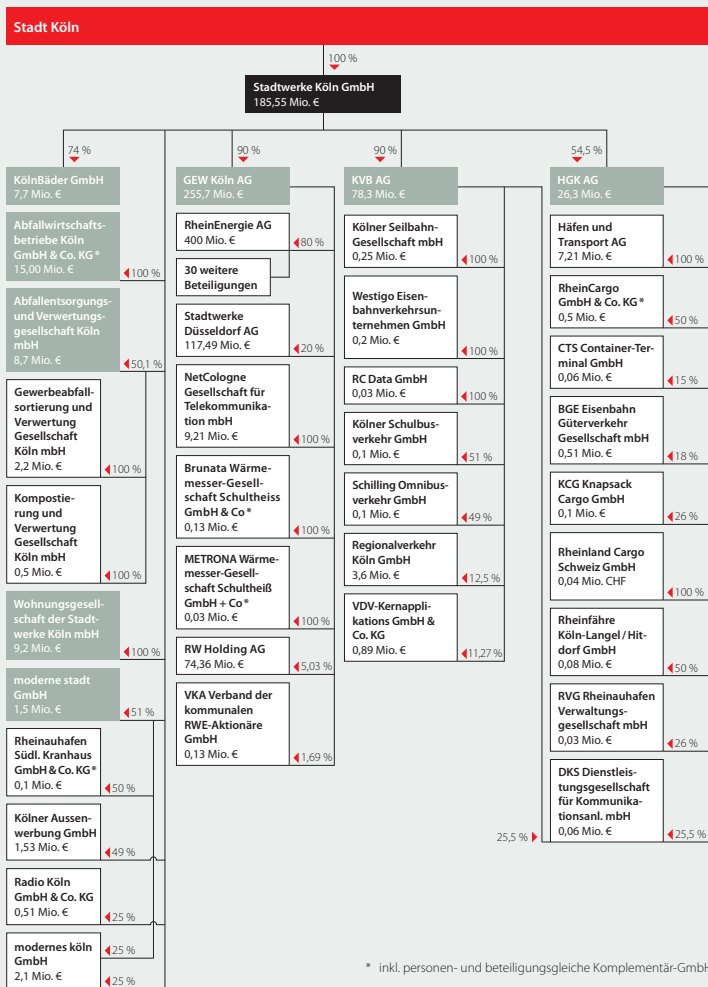 Stadt Köln
100 %
Stadtwerke Köln GmbH
185,55 Mio. €
74 %
KölnBäder GmbH
7,7 Mio. €
Abfallwirtschafts-
betriebe Köln
GmbH & Co. KG *
15,00 Mio. €
100 %
Abfallentsorgungs-
und Verwertungs-
gesellschaft Köln
mbH
8,7 Mio. €
50,1 %
Gewerbeabfall-
sortierung und
Verwertung
Gesellschaft
Köln mbH
2,2 Mio. €
100 %
Kompostie-
rung und
Verwertung
Gesellschaft
Köln mbH
0,5 Mio. €
100 %
Wohnungsgesell-
schaft der Stadt-
werke Köln mbH
9,2 Mio. €
100 %
moderne stadt
GmbH
1,5 Mio. €
51 %
Rheinauhafen
Südl. Kranhaus
GmbH & Co. KG *
0,1 Mio. €
50 %
Kölner Aussen-
werbung GmbH
1,53 Mio. €
49 %
Radio Köln
GmbH & Co. KG
0,51 Mio. €
25 %
modernes köln
GmbH
2,1 Mio. €
25 %
25 %
90 %
GEW Köln AG
255,7 Mio. €
RheinEnergie AG
400 Mio. €
80 %
30 weitere
Beteiligungen
Stadtwerke
Düsseldorf AG
117,49 Mio. €
20 %
NetCologne
Gesellschaft für
Telekommunika-
tion mbH
9,21 Mio. €
100 %
Brunata Wärme-
messer-Gesell-
schaft Schultheiss
GmbH & Co *
0,13 Mio. €
100 %
METRONA Wärme-
messer-Gesell-
schaft Schultheiß
GmbH + Co *
0,03 Mio. €
100 %
RW Holding AG
74,36 Mio. €
5,03 %
VKA Verband der
kommunalen
RWE-Aktionäre
GmbH
0,13 Mio. €
1,69 %
90 %
KVB AG
78,3 Mio. €
Kölner Seilbahn-
Gesellschaft mbH
0,25 Mio. €
100 %
Westigo Eisen-
bahnverkehrsun-
ternehmen GmbH
0,2 Mio. €
100 %
RC Data GmbH
0,03 Mio. €
100 %
Kölner Schulbus-
verkehr GmbH
0,1 Mio. €
51 %
Schilling Omnibus-
verkehr GmbH
0,1 Mio. €
49 %
Regionalverkehr
Köln GmbH
3,6 Mio. €
12,5 %
VDV-Kernappli-
kations GmbH &
Co. KG
0,89 Mio. €
11,27 %
54,5 %
HGK AG
26,3 Mio. €
Häfen und
Transport AG
7,21 Mio. €
100 %
RheinCargo
GmbH & Co. KG *
0,5 Mio. €
50 %
CTS Container-Ter-
minal GmbH
0,06 Mio. €
15 %
BGE Eisenbahn
Güterverkehr
Gesellschaft mbH
0,51 Mio. €
18 %
KCG Knapsack
Cargo GmbH
0,1 Mio. €
26 %
Rheinland Cargo
Schweiz GmbH
0,04 Mio. CHF
100 %
Rheinfähre
Köln-Langel / Hit-
dorf GmbH
0,08 Mio. €
50 %
RVG Rheinauhafen
Verwaltungs-
gesellschaft mbH
0,03 Mio. €
26 %
DKS Dienstleis-
tungsgesellschaft
für Kommunika-
tionsanl. mbH
0,06 Mio. €
25,5 %
25,5 %
* inkl. personen- und beteiligungsgleiche Komplementär-GmbH